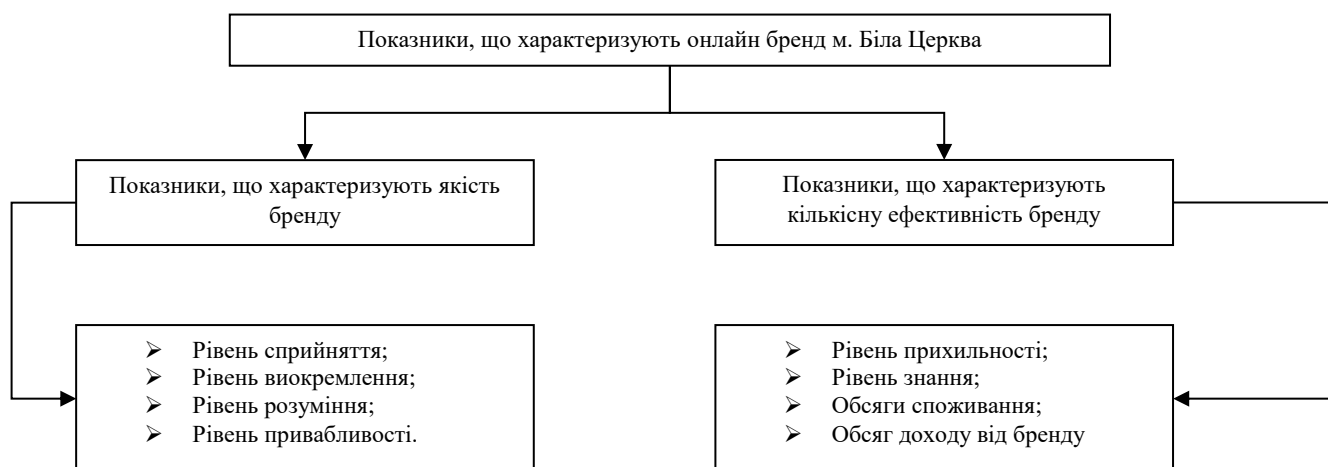 Показники, що характеризують онлайн бренд м. Біла Церква
Показники, що характеризують якість
бренду
Показники, що характеризують
кількісну ефективність бренду
➢ Рівень сприйняття;
➢ Рівень виокремлення;
➢ Рівень розуміння;
➢ Рівень привабливості.
➢ Рівень прихильності;
➢ Рівень знання;
➢ Обсяги споживання;
➢ Обсяг доходу від бренду